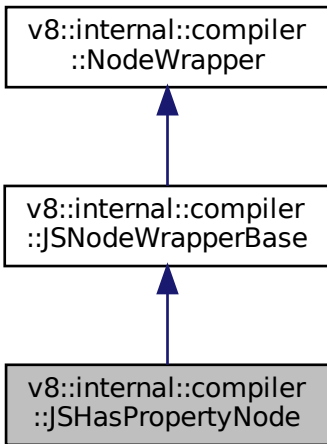 v8::internal::compiler
::NodeWrapper
v8::internal::compiler
::JSNodeWrapperBase
v8::internal::compiler
::JSHasPropertyNode